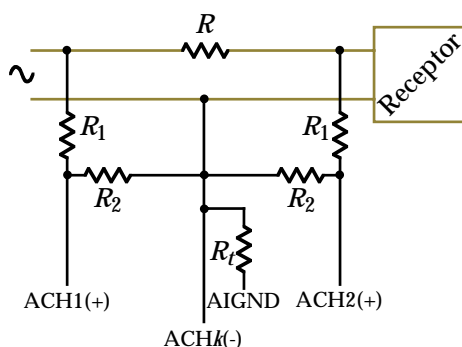 R
Receptor
R1
R1
R2
R2
Rt
ACH1(+)
AIGND
ACH2(+)
ACHk(-)